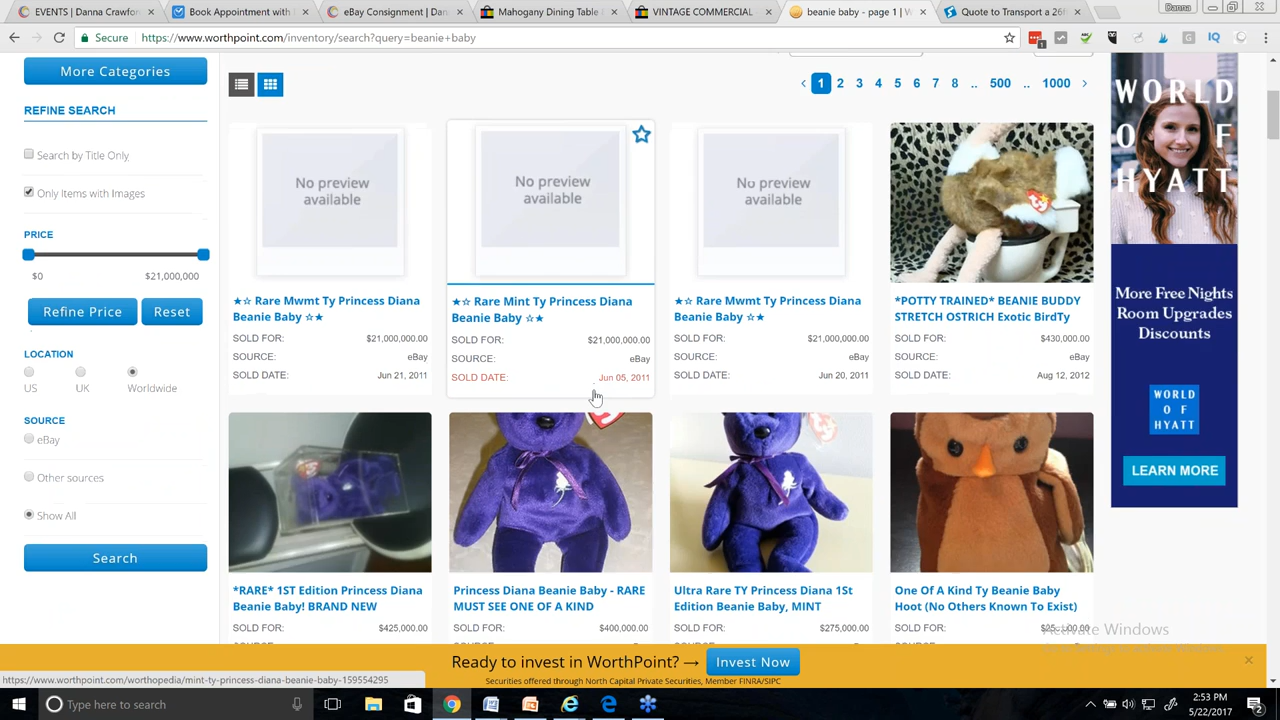 EVENTS | Danna Crawfor
Book Appointment with
eBay Consignment | Dan
Mahogany Dining Table
VINTAGE COMMERCIAL
beanie baby - page 1 | W
Quote to Transport a 26f
Danna
Secure
https://www.worthpoint.com/inventory/search?query=beanie+baby
More Categories
REFINE SEARCH
Search by Title Only
Only Items with Images
PRICE
$0
$21,000,000
Refine Price
Reset
LOCATION
US
UK
Worldwide
SOURCE
eBay
Other sources
Show All
Search
1 2 3 4 5 6 7 8 .. 500 .. 1000
No preview
available
★☆ Rare Mwmt Ty Princess Diana
Beanie Baby ☆★
SOLD FOR: $21,000,000.00
SOURCE: eBay
SOLD DATE: Jun 21, 2011
No preview
available
★☆ Rare Mint Ty Princess Diana
Beanie Baby ☆★
SOLD FOR: $21,000,000.00
SOURCE: eBay
SOLD DATE: Jun 05, 2011
No preview
available
★☆ Rare Mwmt Ty Princess Diana
Beanie Baby ☆★
SOLD FOR: $21,000,000.00
SOURCE: eBay
SOLD DATE: Jun 20, 2011
*POTTY TRAINED* BEANIE BUDDY
STRETCH OSTRICH Exotic BirdTy
SOLD FOR: $430,000.00
SOURCE: eBay
SOLD DATE: Aug 12, 2012
*RARE* 1ST Edition Princess Diana
Beanie Baby! BRAND NEW
SOLD FOR: $425,000.00
Princess Diana Beanie Baby - RARE
MUST SEE ONE OF A KIND
SOLD FOR: $400,000.00
Ultra Rare TY Princess Diana 1St
Edition Beanie Baby, MINT
SOLD FOR: $275,000.00
One Of A Kind Ty Beanie Baby
Hoot (No Others Known To Exist)
SOLD FOR:
WORLD
OF
HYATT
More Free Nights
Room Upgrades
Discounts
WORLD
OF
HYATT
LEARN MORE
Activate Windows
Ready to invest in WorthPoint? →
Invest Now
Securities offered through North Capital Private Securities, Member FINRA/SIPC
https://www.worthpoint.com/worthopedia/mint-ty-princess-diana-beanie-baby-159554295
Type here to search
2:53 PM
5/22/2017
2